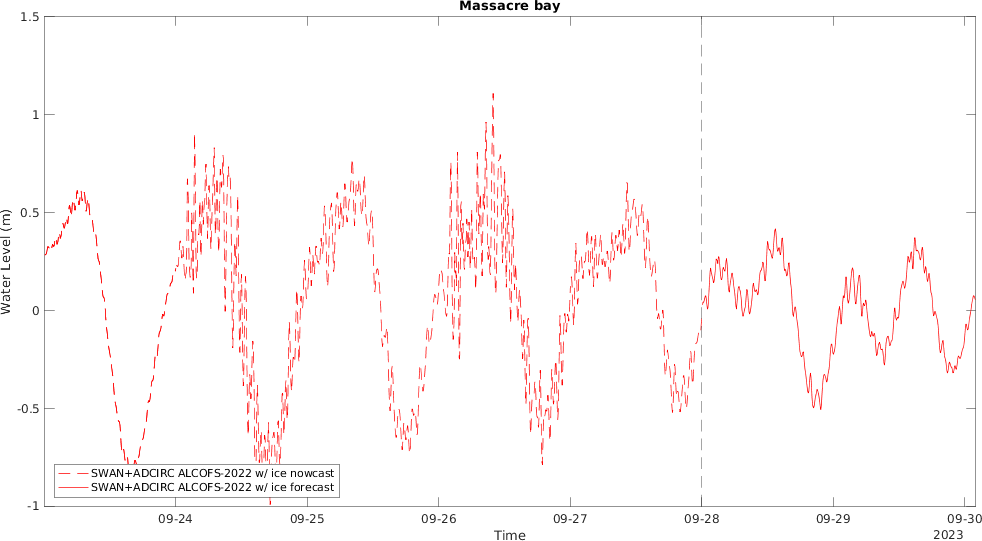 Massacre bay
1.5
1
0.5
0
-0.5
-1
Water Level (m)
SWAN+ADCIRC ALCOFS-2022 w/ ice nowcast
SWAN+ADCIRC ALCOFS-2022 w/ ice forecast
09-24 09-25 09-26 09-27 09-28 09-29 09-30
Time
2023